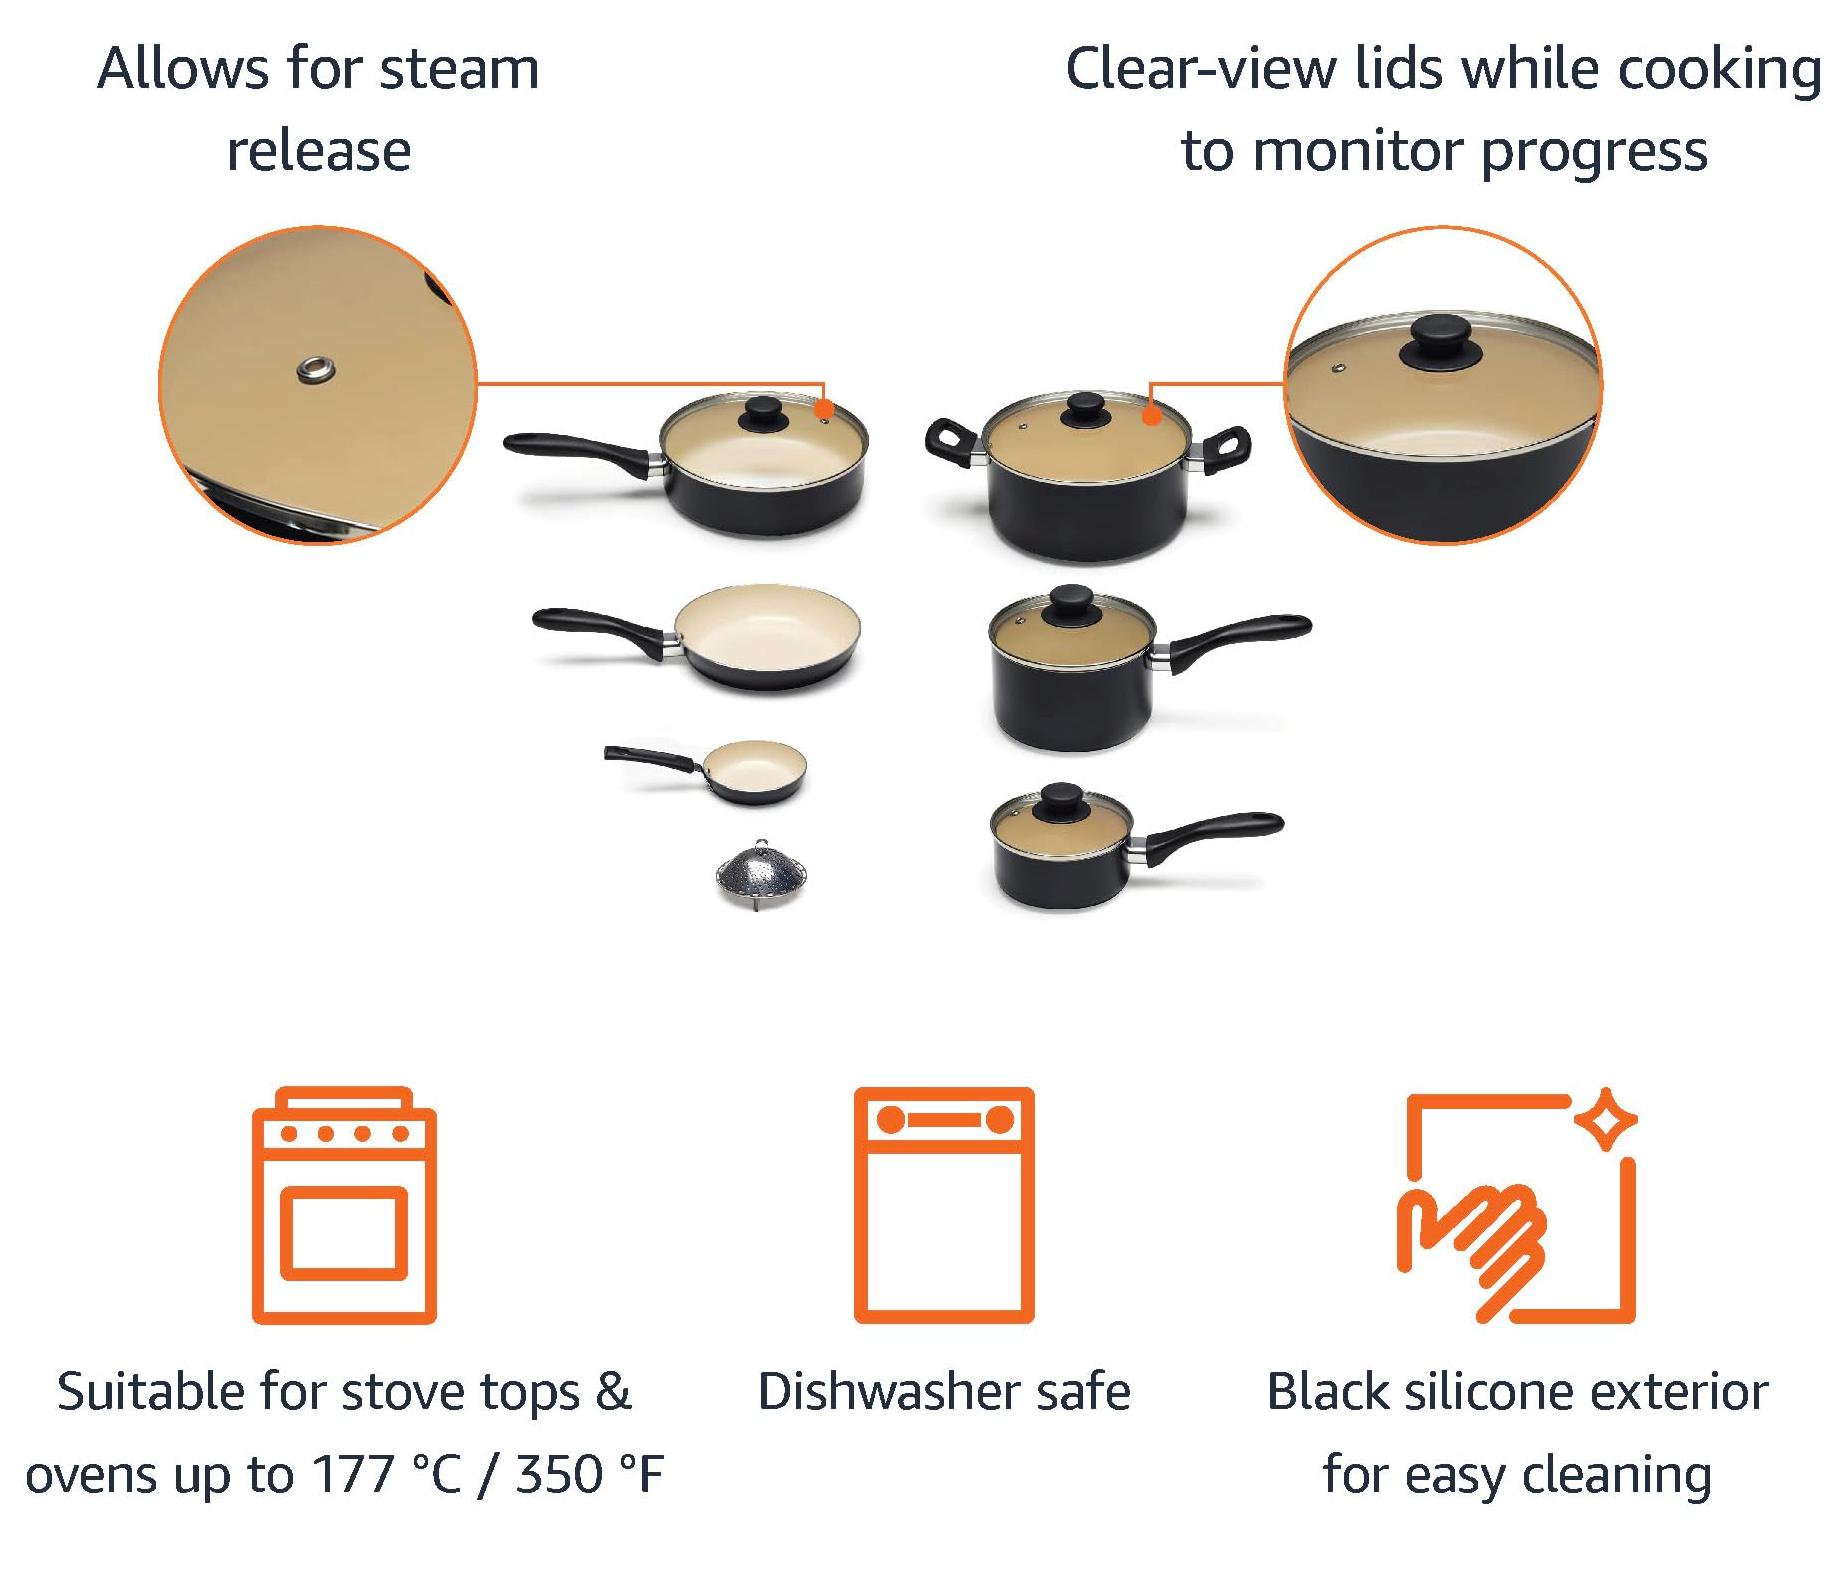 Allows for steam
release
Clear-view lids while cooking
to monitor progress
Suitable for stove tops &
ovens up to 177 °C / 350 °F
Dishwasher safe
Black silicone exterior
for easy cleaning